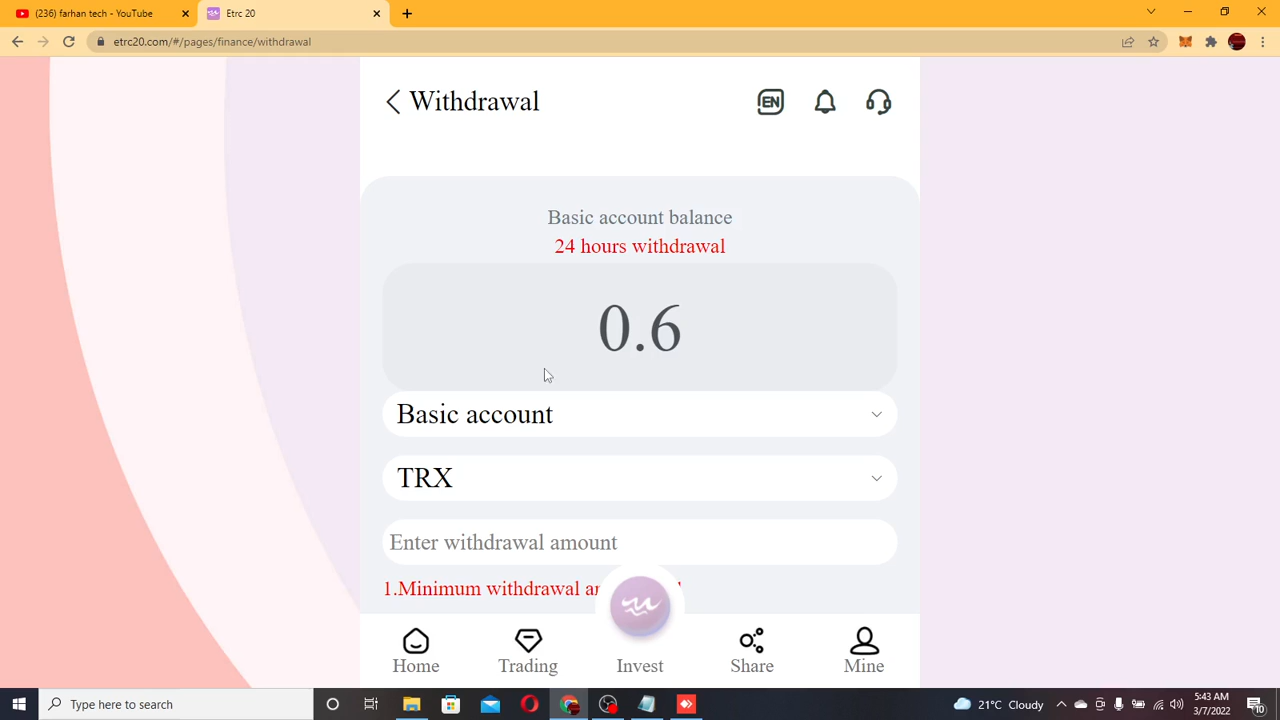 (236) farhan tech - YouTube
Etrc 20
etrc20.com/#/pages/finance/withdrawal
Withdrawal
EN
Basic account balance
24 hours withdrawal
0.6
Basic account
TRX
Enter withdrawal amount
1.Minimum withdrawal
Home
Trading
Invest
Share
Mine
Type here to search
21°C Cloudy
5:43 AM
3/7/2022
10